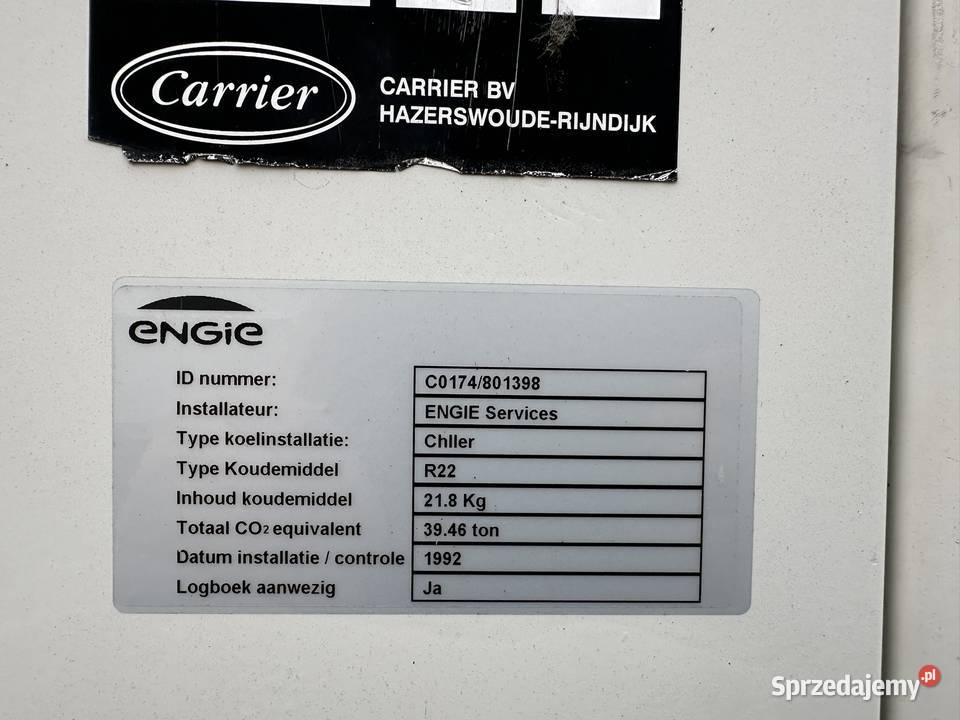 Carrier
CARRIER BV
HAZERSWOUDE-RIJNDIJK
ENGIE
ID nummer: C0174/801398
Installateur: ENGIE Services
Type koelinstallatie: Chller
Type Koudemiddel R22
Inhoud koudemiddel 21.8 Kg
Totaal CO2 equivalent 39.46 ton
Datum installatie / controle 1992
Logboek aanwezig Ja
Sprzedajemy.pl